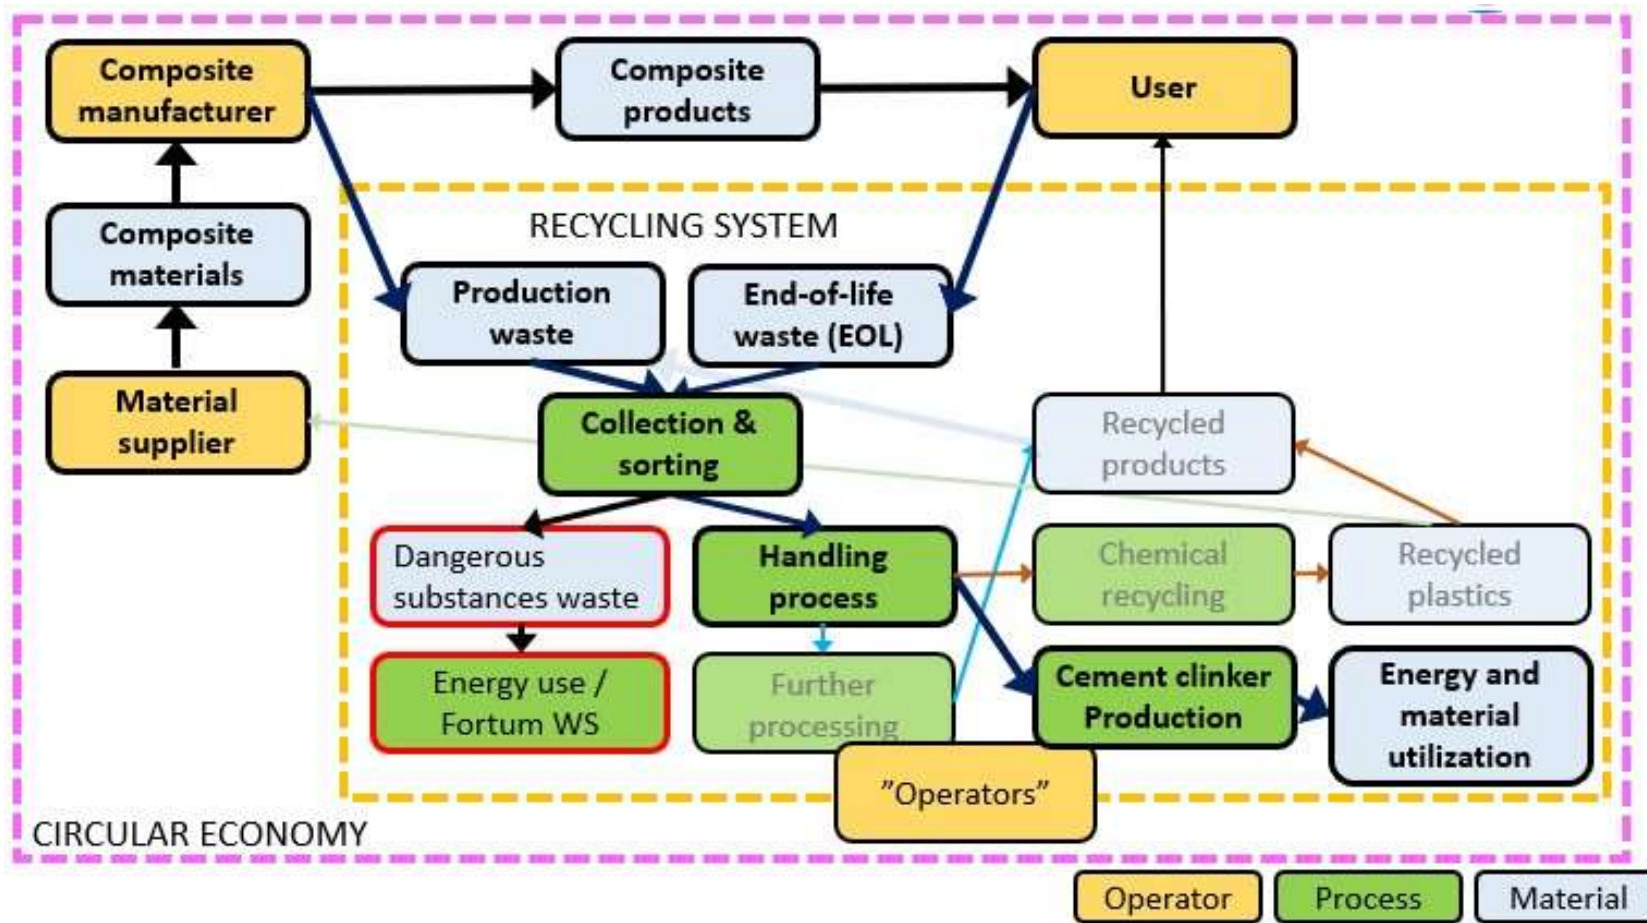 Composite
manufacturer
Composite
products
User
Composite
materials
RECYCLING SYSTEM
Production
waste
End-of-life
waste (EOL)
Material
supplier
Collection &
sorting
Recycled
products
Dangerous
substances waste
Handling
process
Chemical
recycling
Recycled
plastics
Energy use /
Fortum WS
Further
processing
Cement clinker
Production
Energy and
material
utilization
”Operators”
CIRCULAR ECONOMY
Operator
Process
Material